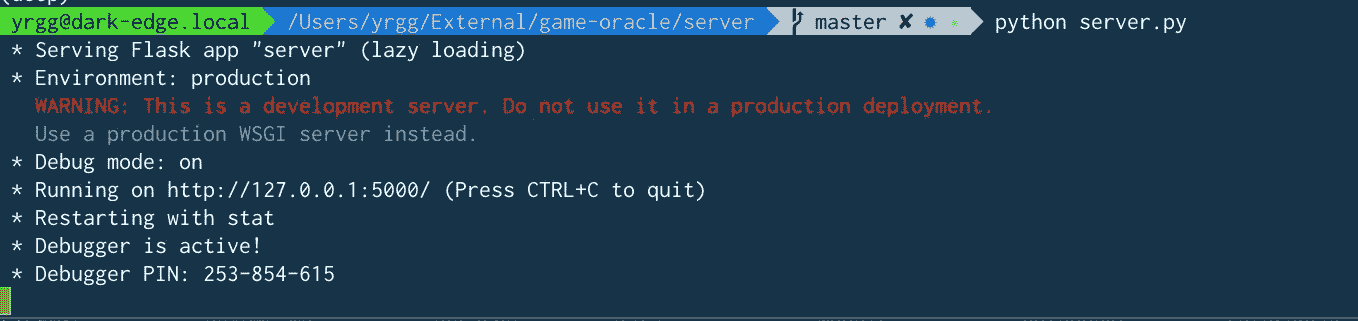 yrgg@dark-edge.local /Users/yrgg/External/game-oracle/server master ✘ python server.py
* Serving Flask app "server" (lazy loading)
* Environment: production
WARNING: This is a development server. Do not use it in a production deployment.
Use a production WSGI server instead.
* Debug mode: on
* Running on http://127.0.0.1:5000/ (Press CTRL+C to quit)
* Restarting with stat
* Debugger is active!
* Debugger PIN: 253-854-615